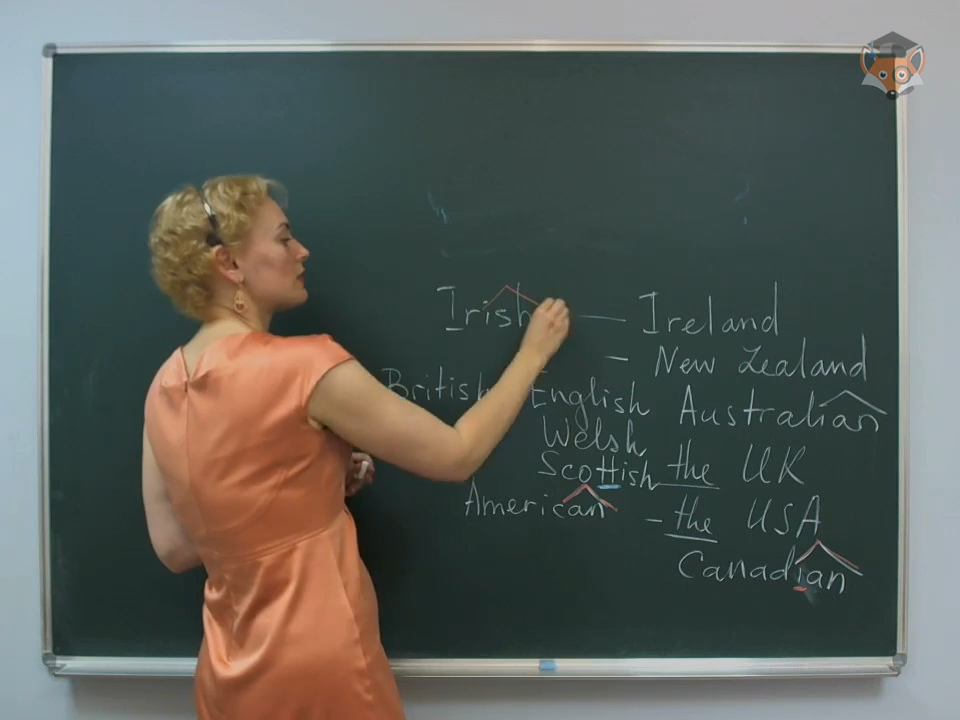 Irish — Ireland
– New Zealand
British English Australian
Welsh
Scottish the UK
American – the USA
Canadian